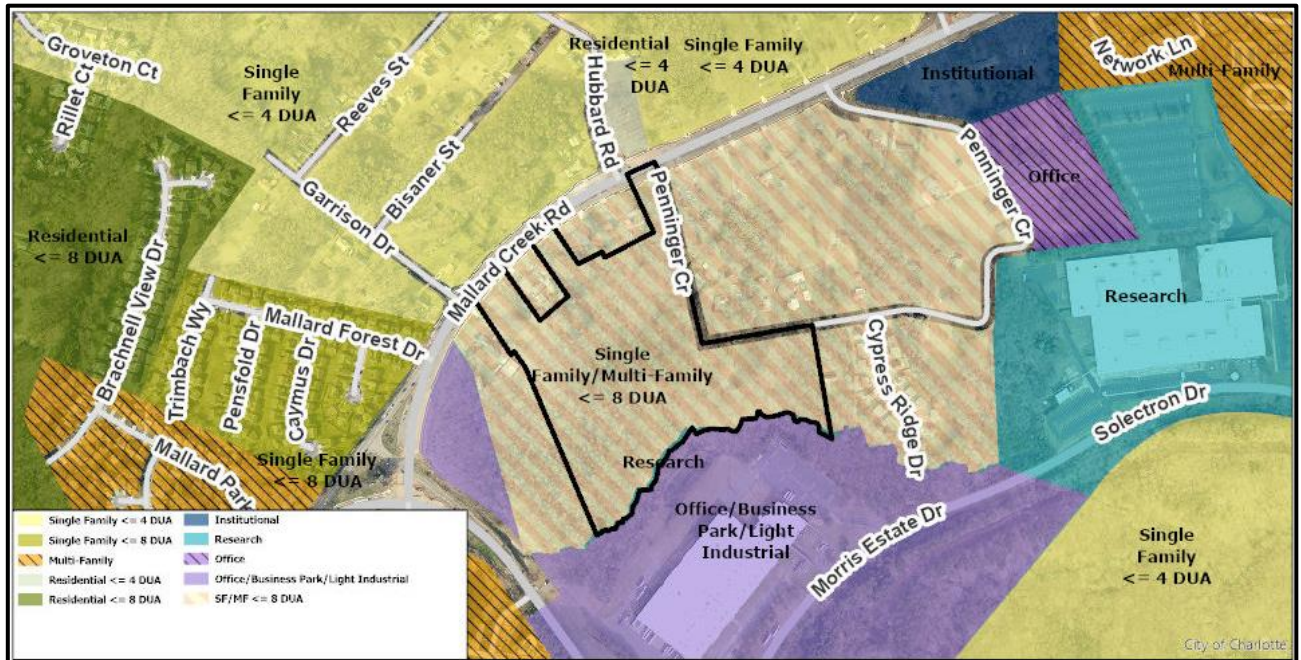 Groveton Ct
Rillet Ct
Single
Family
<= 4 DUA
Reeves St
Bisaner St
Garrison Dr
Residential
<= 4
DUA
Single Family
<= 4 DUA
Hubbard Rd
Institutional
Network Ln
Multi-Family
Penninger Cr
Office
Residential
<= 8 DUA
Brachnell View Dr
Mallard Creek Rd
Penninger Cr
Research
Trimbach Wy
Pensfold Dr
Caymus Dr
Mallard Forest Dr
Single
Family/Multi-Family
<= 8 DUA
Cypress Ridge Dr
Solectron Dr
Mallard Park
Single Family
<= 8 DUA
Research
Office/Business
Park/Light
Industrial
Morris Estate Dr
Single
Family
<= 4 DUA
Single Family <= 4 DUA
Single Family <= 8 DUA
Multi-Family
Residential <= 4 DUA
Residential <= 8 DUA
Institutional
Research
Office
Office/Business Park/Light Industrial
SF/MF <= 8 DUA
City of Charlotte